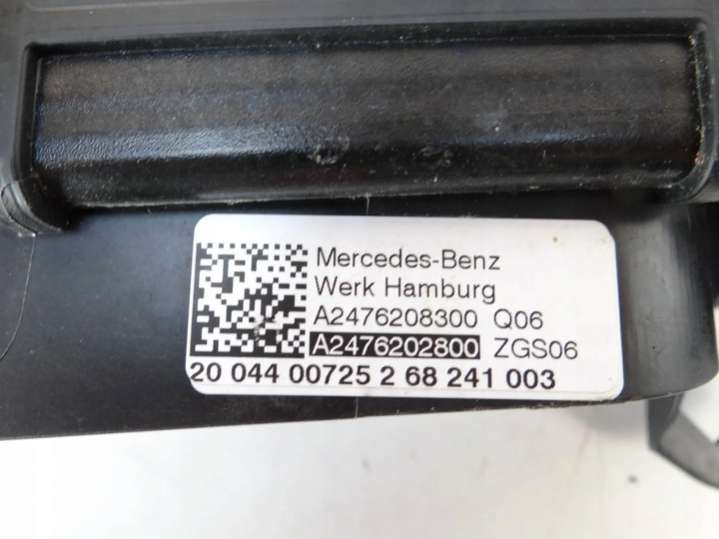 Mercedes-Benz
Werk Hamburg
A2476208300 Q06
A2476202800 ZGS06
20 044 00725 2 68 241 003